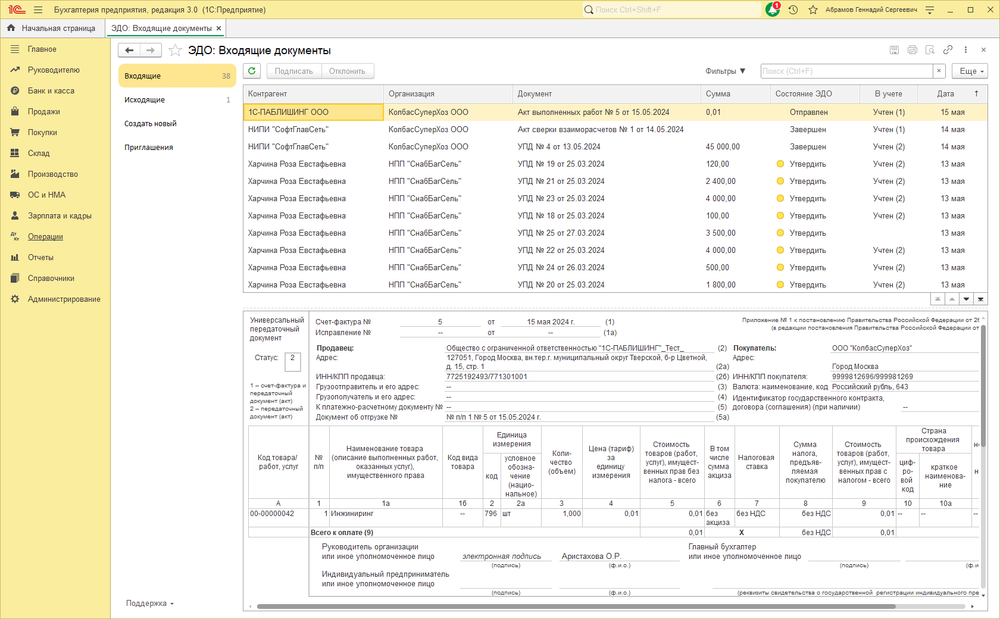 1С Бухгалтерия предприятия, редакция 3.0 (1С:Предприятие)
Поиск Ctrl+Shift+F
1
Абрамов Геннадий Сергеевич
Начальная страница
ЭДО: Входящие документы ×
Главное
Руководителю
Банк и касса
Продажи
Покупки
Склад
Производство
ОС и НМА
Зарплата и кадры
Дт Кт Операции
Отчеты
Справочники
Администрирование
ЭДО: Входящие документы
Входящие 38
Исходящие 1
Создать новый
Приглашения
Поддержка
Подписать Отклонить
Фильтры ▼
Поиск (Ctrl+F) ×
Еще
Контрагент Организация Документ Сумма Состояние ЭДО В учете Дата ↑
1С-ПАБЛИШИНГ ООО КолбасСуперХоз ООО Акт выполненных работ № 5 от 15.05.2024 0,01 Отправлен Учтен (1) 15 мая
НИПИ "СофтГлавСеть" КолбасСуперХоз ООО Акт сверки взаиморасчетов № 1 от 14.05.2024 Завершен Учтен (1) 14 мая
НИПИ "СофтГлавСеть" КолбасСуперХоз ООО УПД № 4 от 13.05.2024 45 000,00 Завершен Учтен (2) 14 мая
Харчина Роза Евстафьевна НПП "СнабБагСель" УПД № 19 от 25.03.2024 120,00 Утвердить Учтен (2) 13 мая
Харчина Роза Евстафьевна НПП "СнабБагСель" УПД № 21 от 25.03.2024 2 400,00 Утвердить Учтен (2) 13 мая
Харчина Роза Евстафьевна НПП "СнабБагСель" УПД № 23 от 25.03.2024 4 000,00 Утвердить Учтен (2) 13 мая
Харчина Роза Евстафьевна НПП "СнабБагСель" УПД № 18 от 25.03.2024 100,00 Утвердить Учтен (2) 13 мая
Харчина Роза Евстафьевна НПП "СнабБагСель" УПД № 25 от 27.03.2024 3 500,00 Утвердить 13 мая
Харчина Роза Евстафьевна НПП "СнабБагСель" УПД № 22 от 25.03.2024 4 000,00 Утвердить Учтен (2) 13 мая
Харчина Роза Евстафьевна НПП "СнабБагСель" УПД № 24 от 26.03.2024 500,00 Утвердить Учтен (2) 13 мая
Харчина Роза Евстафьевна НПП "СнабБагСель" УПД № 20 от 25.03.2024 1 800,00 Утвердить Учтен (2) 13 мая
Универсальный
передаточный
документ
Статус: 2
1 – счет-фактура и
передаточный
документ (акт)
2 – передаточный
документ (акт)
Счет-фактура № 5 от 15 мая 2024 г. (1)
Исправление № -- от -- (1а)
Приложение № 1 к постановлению Правительства Российской Федерации от 26
(в редакции постановления Правительства Российской Федерации от
Продавец: Общество с ограниченной ответственностью "1С-ПАБЛИШИНГ"_Тест_ (2)
Адрес: 127051, Город Москва, вн.тер.г. муниципальный округ Тверской, б-р Цветной,
д. 15, стр. 1 (2а)
ИНН/КПП продавца: 7725192493/771301001 (2б)
Грузоотправитель и его адрес: -- (3)
Грузополучатель и его адрес: -- (4)
К платежно-расчетному документу № -- (5)
Документ об отгрузке № № п/п 1 № 5 от 15.05.2024 г. (5а)
Покупатель: ООО "КолбасСуперХоз"
Адрес:
Город Москва
ИНН/КПП покупателя: 9999812696/999981269
Валюта: наименование, код Российский рубль, 643
Идентификатор государственного контракта,
договора (соглашения) (при наличии) --
Код товара/
работ, услуг
№
п/п
Наименование товара
(описание выполненных работ,
оказанных услуг),
имущественного права
Код вида
товара
Единица
измерения
код
условное
обозна-
чение
(нацио-
нальное)
Коли-
чество
(объем)
Цена (тариф)
за
единицу
измерения
Стоимость
товаров (работ,
услуг), имущест-
венных прав без
налога - всего
В том
числе
сумма
акциза
Налоговая
ставка
Сумма
налога,
предъяв-
ляемая
покупателю
Стоимость
товаров (работ,
услуг), имущест-
венных прав с
налогом - всего
Страна
происхождения
товара
циф-
ро-
вой
код
краткое
наименова-
ние
А 1 1а 1б 2 2а 3 4 5 6 7 8 9 10 10а
00-00000042 1 Инжиниринг -- 796 шт 1,000 0,01 0,01 без
акциза без НДС без НДС 0,01 -- -- --
Всего к оплате (9) 0,01 Х без НДС 0,01
Руководитель организации
или иное уполномоченное лицо электронная подпись Аристахова О.Р.
(подпись) (ф.и.о.)
Главный бухгалтер
или иное уполномоченное лицо
(подпись) (ф.и
Индивидуальный предприниматель
или иное уполномоченное лицо
(подпись) (ф.и.о.)
(реквизиты свидетельства о государственной регистрации индивидуального пре